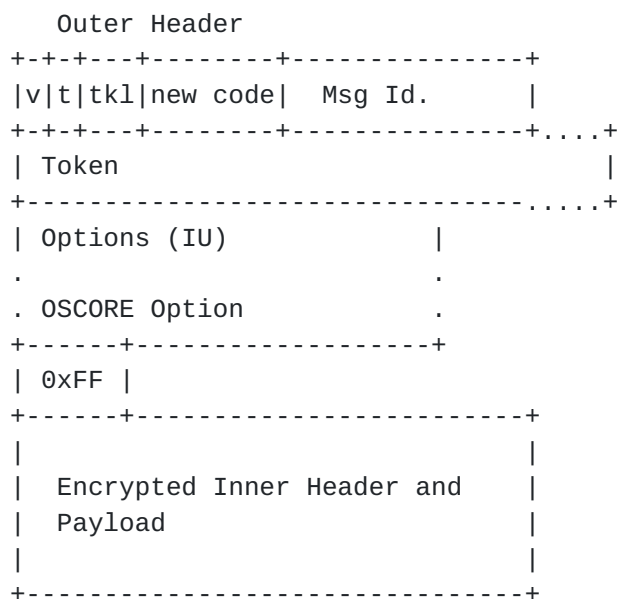 Outer Header
+-+-+---+--------+---------------+
|v|t|tkl|new code|  Msg Id.      |
+-+-+---+--------+---------------+....+
| Token                               |
+--------------------------------.....+
| Options (IU)             |
.                          .
. OSCORE Option            .
+------+-------------------+
| 0xFF |
+------+-------------------------+
|                                |
|  Encrypted Inner Header and    |
|  Payload                       |
|                                |
+--------------------------------+